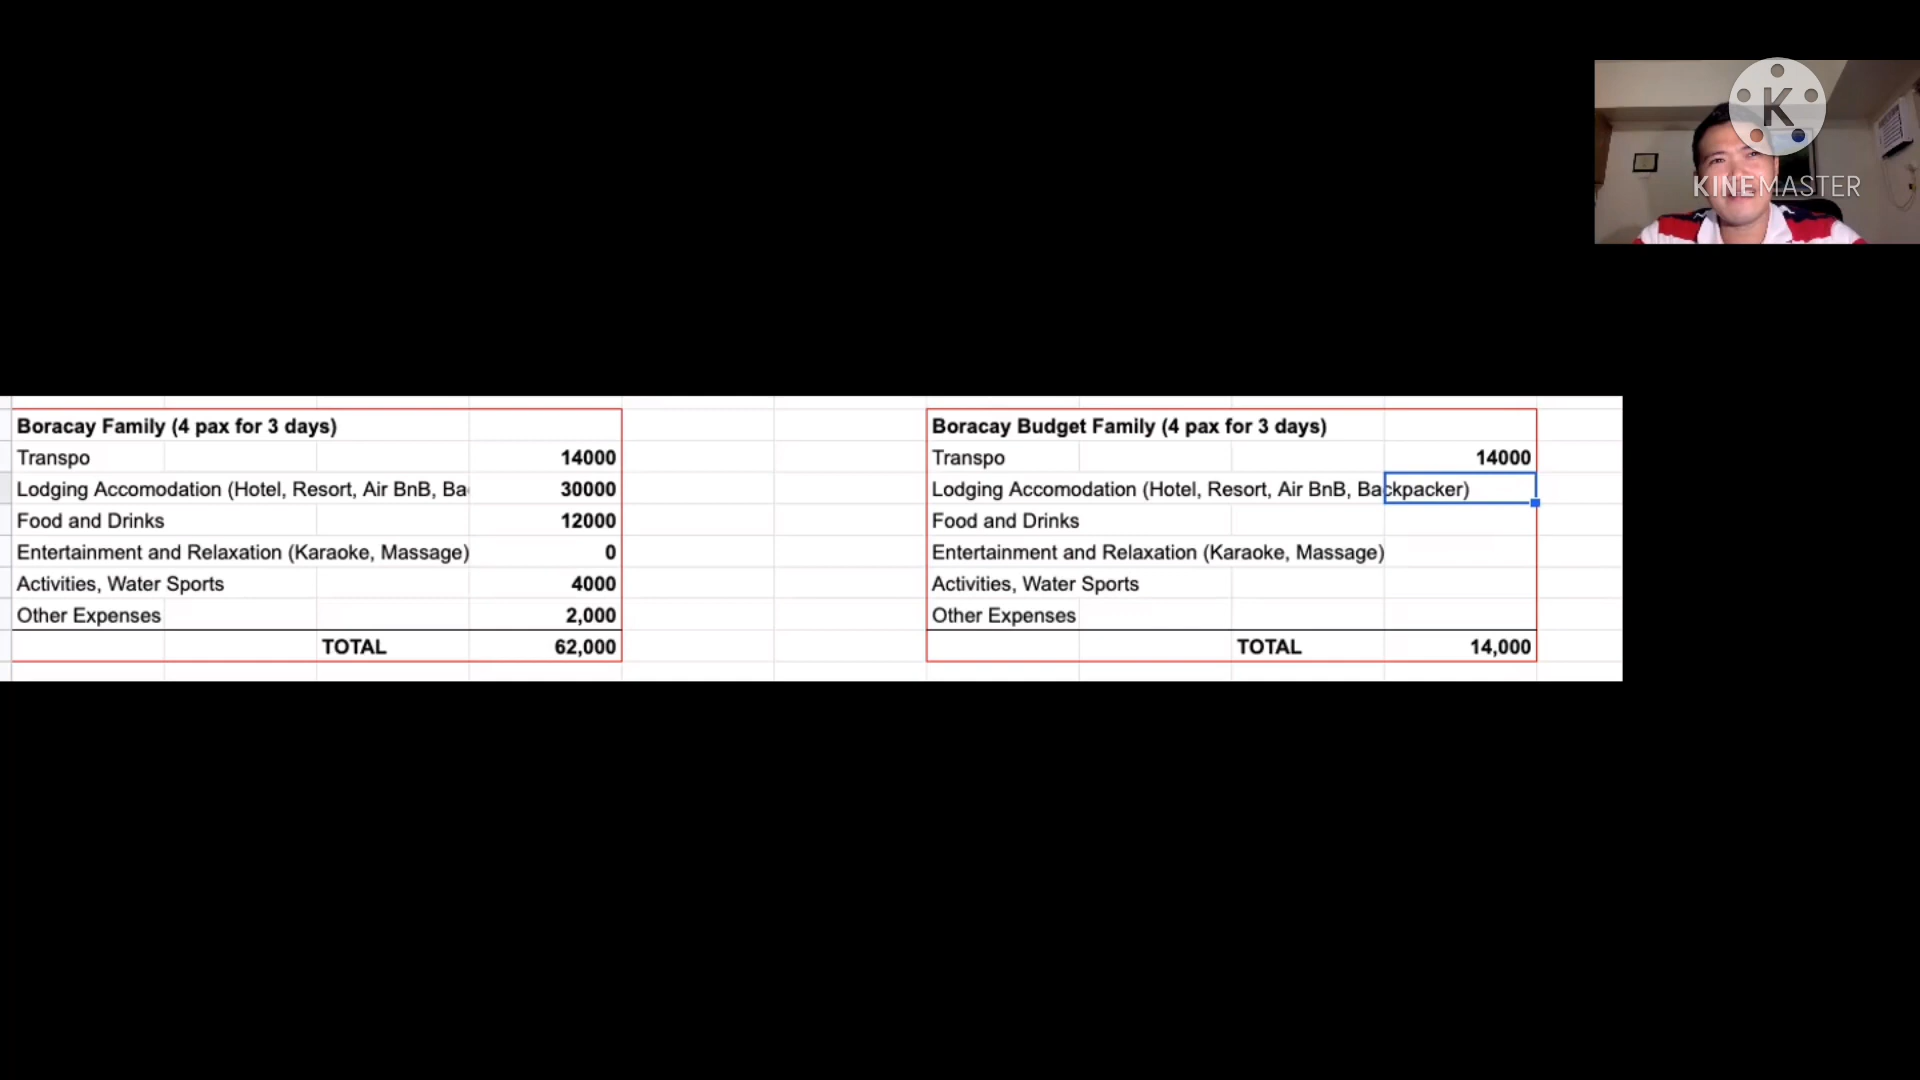 K
KINEMASTER
Boracay Family (4 pax for 3 days)
Transpo 14000
Lodging Accomodation (Hotel, Resort, Air BnB, Ba 30000
Food and Drinks 12000
Entertainment and Relaxation (Karaoke, Massage) 0
Activities, Water Sports 4000
Other Expenses 2,000
TOTAL 62,000
Boracay Budget Family (4 pax for 3 days)
Transpo 14000
Lodging Accomodation (Hotel, Resort, Air BnB, Backpacker)
Food and Drinks
Entertainment and Relaxation (Karaoke, Massage)
Activities, Water Sports
Other Expenses
TOTAL 14,000